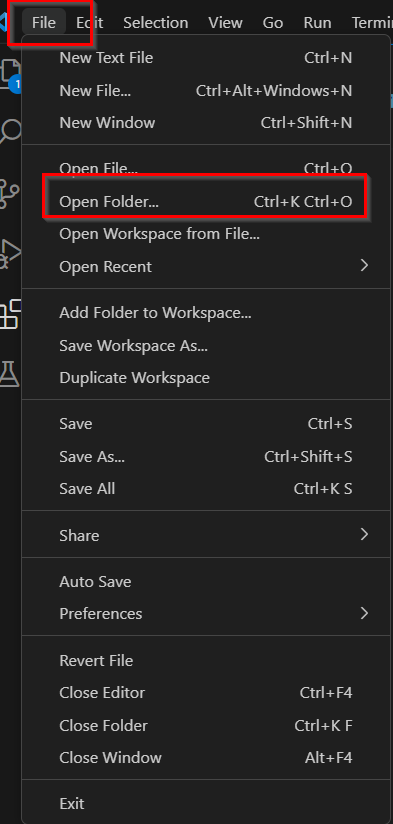 File Edit Selection View Go Run
New Text File Ctrl+N
New File... Ctrl+Alt+Windows+N
New Window Ctrl+Shift+N
Open File... Ctrl+O
Open Folder... Ctrl+K Ctrl+O
Open Workspace from File...
Open Recent
Add Folder to Workspace...
Save Workspace As...
Duplicate Workspace
Save Ctrl+S
Save As... Ctrl+Shift+S
Save All Ctrl+K S
Share
Auto Save
Preferences
Revert File
Close Editor Ctrl+F4
Close Folder Ctrl+K F
Close Window Alt+F4
Exit
1